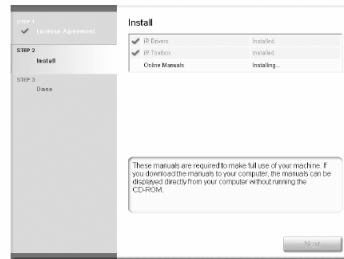 STEP 1
License Agreement
STEP 2
Install
STEP 3
Done
Install
Drivers
Installed.
Toolbox
Installed.
Online Manuals
Installing...
These manuals are required to make full use of your machine. If
you download the manuals to your computer, the manuals can be
displayed directly from your computer without running the
CD-ROM.
Next